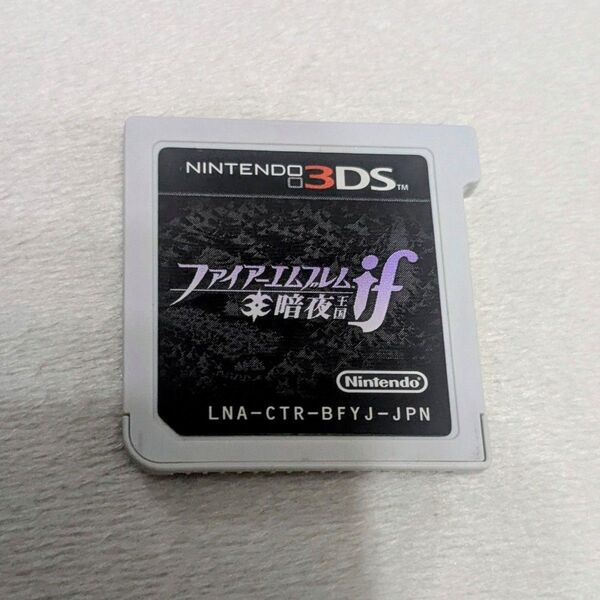 NINTENDO 3DS™
ファイアーエムブレム if
暗夜王国
Nintendo
LNA-CTR-BFYJ-JPN